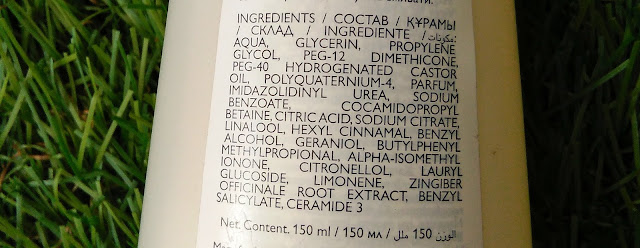 INGREDIENTS / СОСТАВ / ҚҰРАМЫ
/ СКЛАД / INGREDIENTE / مكونات:
AQUA, GLYCERIN, PROPYLENE
GLYCOL, PEG-12 DIMETHICONE,
PEG-40 HYDROGENATED CASTOR
OIL, POLYQUATERNIUM-4, PARFUM,
IMIDAZOLIDINYL UREA, SODIUM
BENZOATE, COCAMIDOPROPYL
BETAINE, CITRIC ACID, SODIUM CITRATE,
LINALOOL, HEXYL CINNAMAL, BENZYL
ALCOHOL, GERANIOL, BUTYLPHENYL
METHYLPROPIONAL, ALPHA-ISOMETHYL
IONONE, CITRONELLOL, LAURYL
GLUCOSIDE, LIMONENE, ZINGIBER
OFFICINALE ROOT EXTRACT, BENZYL
SALICYLATE, CERAMIDE 3
Net. Content. 150 ml / 150 мл / الوزن 150 ملل